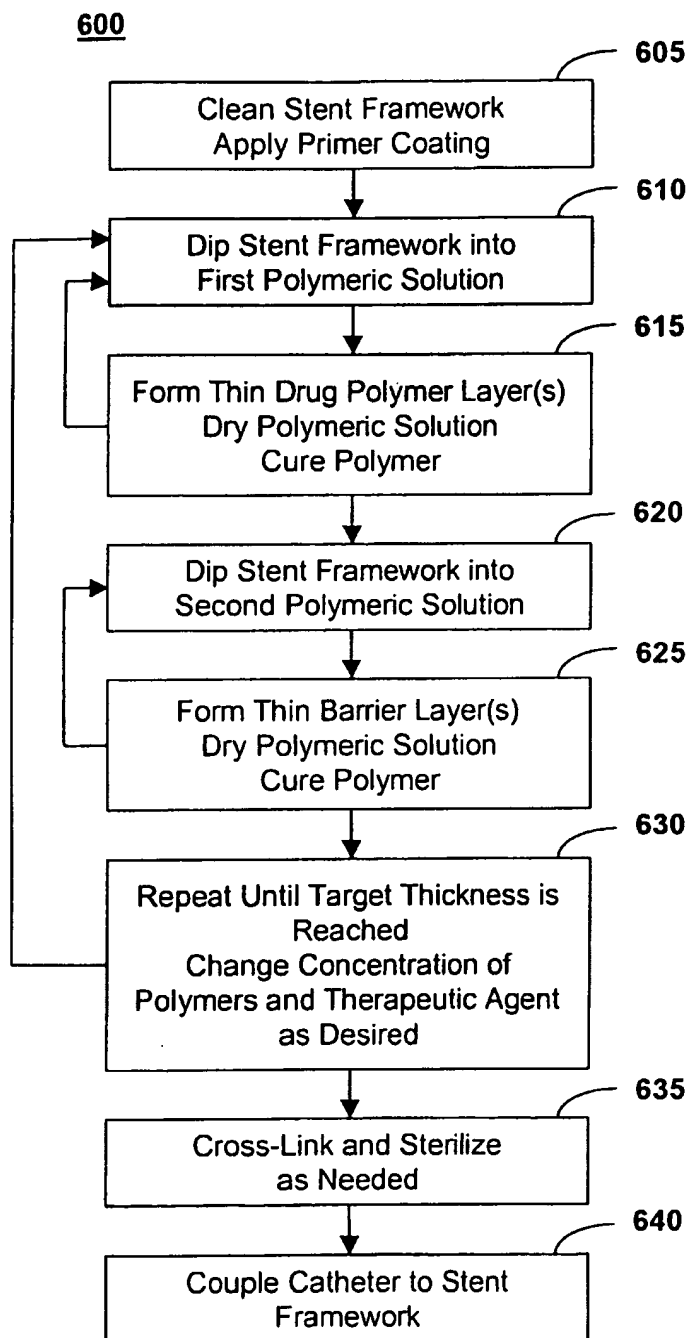 600
605
Clean Stent Framework
Apply Primer Coating
610
Dip Stent Framework into
First Polymeric Solution
615
Form Thin Drug Polymer Layer(s)
Dry Polymeric Solution
Cure Polymer
620
Dip Stent Framework into
Second Polymeric Solution
625
Form Thin Barrier Layer(s)
Dry Polymeric Solution
Cure Polymer
630
Repeat Until Target Thickness is
Reached
Change Concentration of
Polymers and Therapeutic Agent
as Desired
635
Cross-Link and Sterilize
as Needed
640
Couple Catheter to Stent
Framework